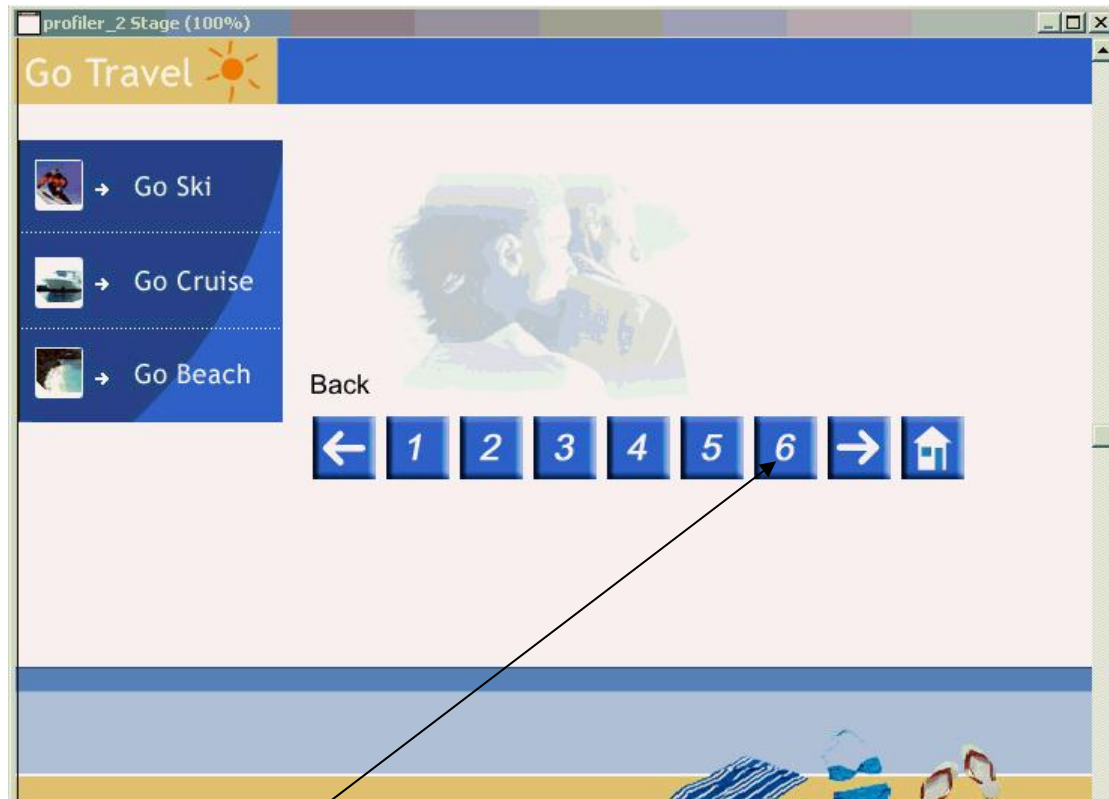 profiler_2 Stage (100%)
Go Travel
Go Ski
Go Cruise
Go Beach
Back
1 2 3 4 5 6